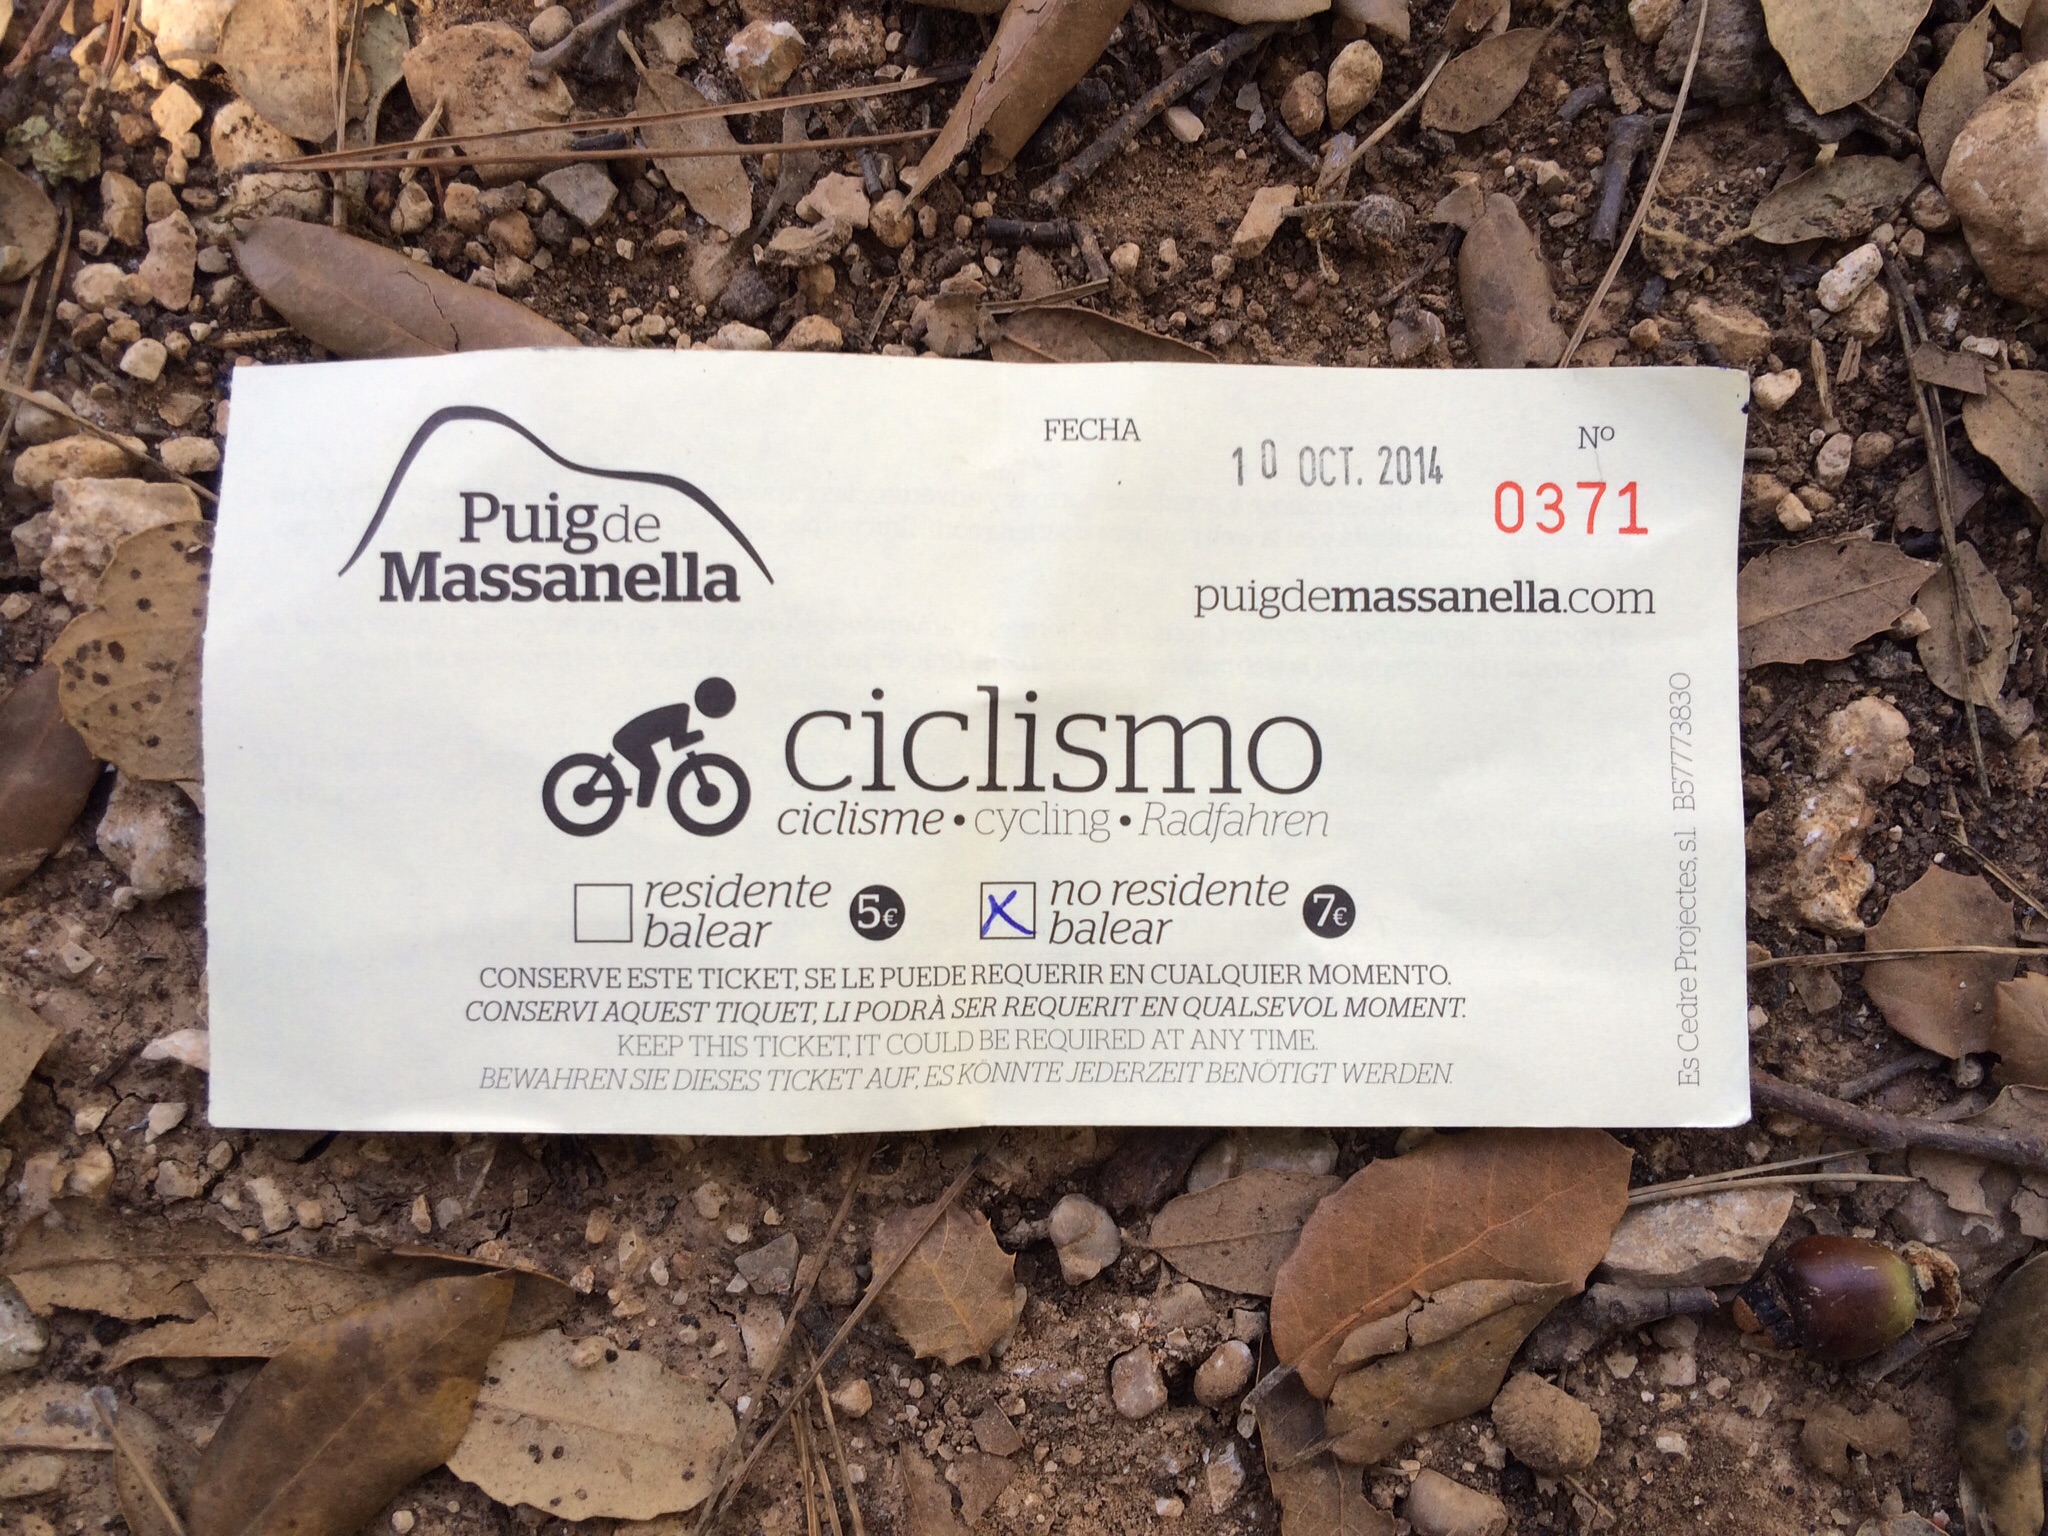 Puig de
Massanella
FECHA
10 OCT. 2014
Nº
0371
puigdemassanella.com
ciclismo
ciclisme • cycling • Radfahren
residente
balear
5€
no residente
balear
7€
CONSERVE ESTE TICKET, SE LE PUEDE REQUERIR EN CUALQUIER MOMENTO.
CONSERVI AQUEST TIQUET, LI PODRÀ SER REQUERIT EN QUALSEVOL MOMENT.
KEEP THIS TICKET, IT COULD BE REQUIRED AT ANY TIME.
BEWAHREN SIE DIESES TICKET AUF, ES KÖNNTE JEDERZEIT BENÖTIGT WERDEN.
Es Cedre Projectes, s.l B57773830